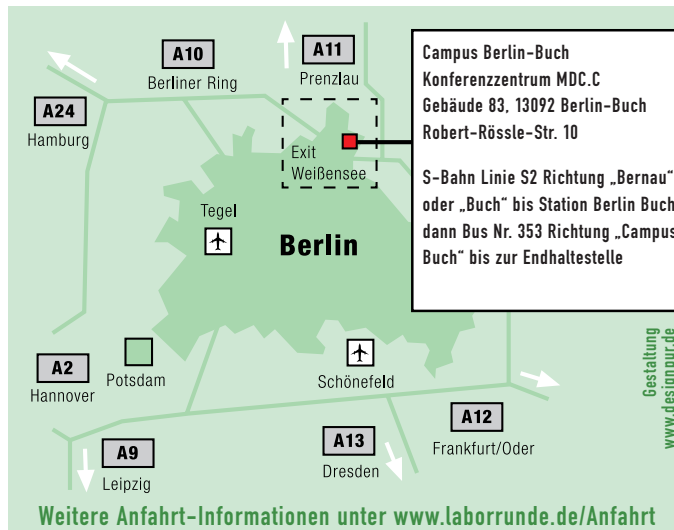 A10
Berliner Ring
A11
Prenzlau
A24
Hamburg
Exit
Weißensee
Campus Berlin-Buch
Konferenzzentrum MDC.C
Gebäude 83, 13092 Berlin-Buch
Robert-Rössle-Str. 10
S-Bahn Linie S2 Richtung „Bernau“
oder „Buch“ bis Station Berlin Buch
dann Bus Nr. 353 Richtung „Campus
Buch“ bis zur Endhaltestelle
Tegel
Berlin
A2
Hannover
Potsdam
Schönefeld
A9
Leipzig
A13
Dresden
A12
Frankfurt/Oder
Gestaltung
www.designpur.de
Weitere Anfahrt-Informationen unter www.laborrunde.de/Anfahrt